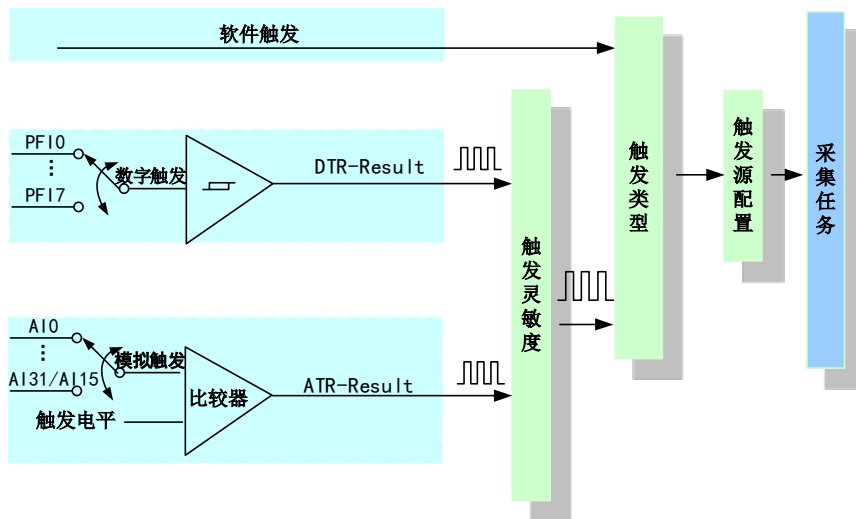 软件触发
PFI0
⋮
PFI7
数字触发
DTR-Result
AI0
⋮
AI31/AI15
模拟触发
触发电平
比较器
ATR-Result
触发灵敏度
触发类型
触发源配置
采集任务